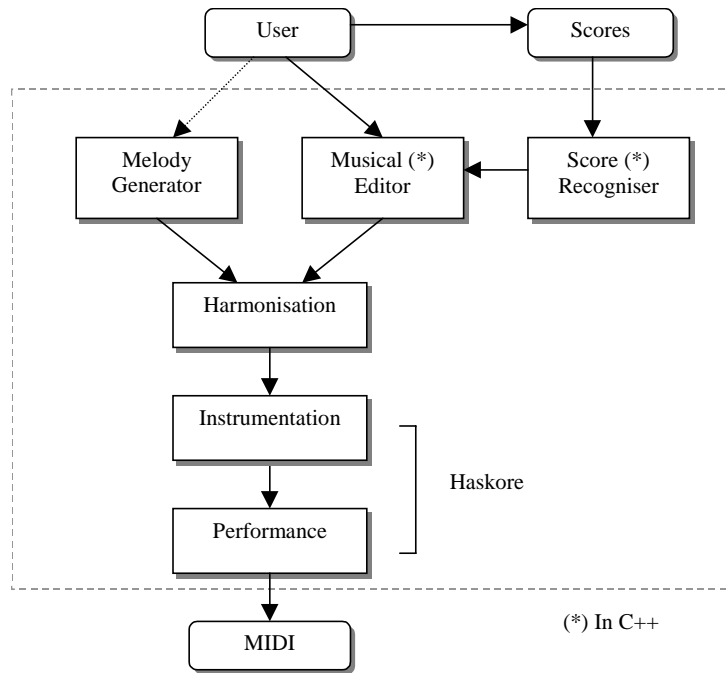 User
Scores
Melody
Generator
Musical (*)
Editor
Score (*)
Recogniser
Harmonisation
Instrumentation
Haskore
Performance
(*) In C++
MIDI